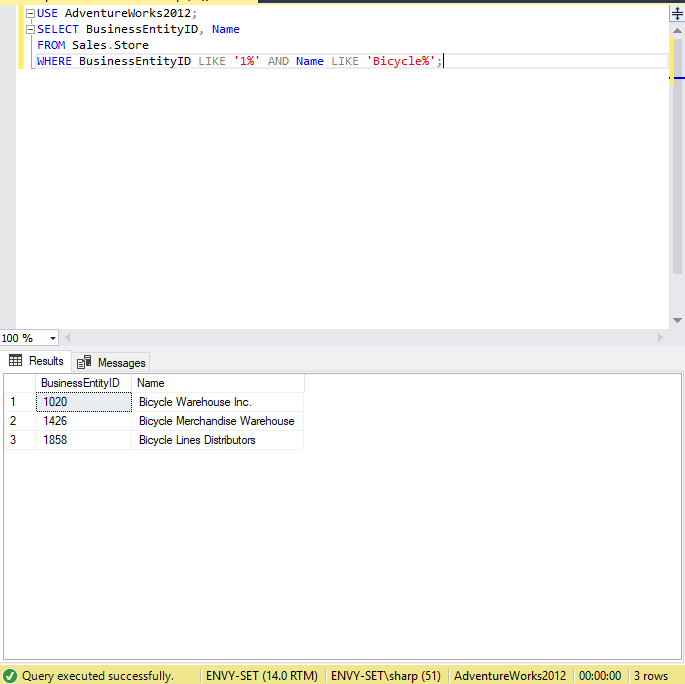 USE AdventureWorks2012;
SELECT BusinessEntityID, Name
FROM Sales.Store
WHERE BusinessEntityID LIKE '1%' AND Name LIKE 'Bicycle%';
100 %
Results Messages
BusinessEntityID Name
1 1020 Bicycle Warehouse Inc.
2 1426 Bicycle Merchandise Warehouse
3 1858 Bicycle Lines Distributors
Query executed successfully. ENVY-SET (14.0 RTM) ENVY-SET\sharp (51) AdventureWorks2012 00:00:00 3 rows